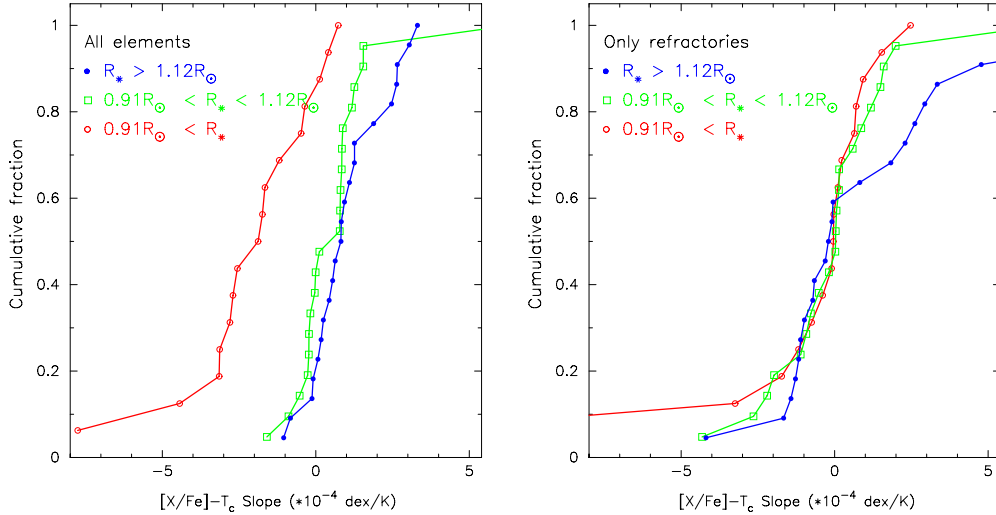 All elements
R* > 1.12R⊙
0.91R⊙ < R* < 1.12R⊙
0.91R⊙ < R*
Cumulative fraction
0
0.2
0.4
0.6
0.8
1
−5
0
5
[X/Fe]−Tc Slope (*10−4 dex/K)
Only refractories
R* > 1.12R⊙
0.91R⊙ < R* < 1.12R⊙
0.91R⊙ < R*
Cumulative fraction
0
0.2
0.4
0.6
0.8
1
−5
0
5
[X/Fe]−Tc Slope (*10−4 dex/K)